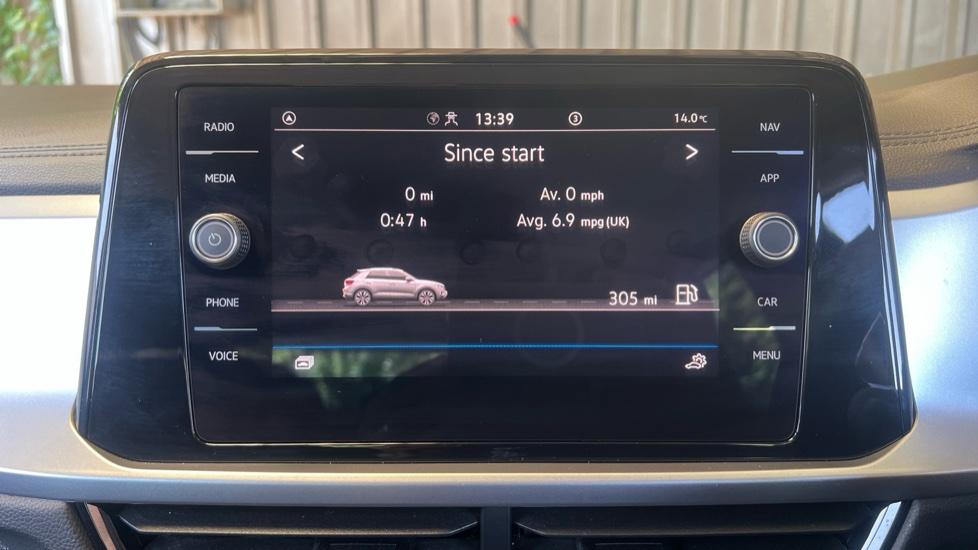 RADIO
MEDIA
PHONE
VOICE
13:39
3
14.0°C
< Since start >
0 mi
Av. 0 mph
0:47 h
Avg. 6.9 mpg(UK)
305 mi
NAV
APP
CAR
MENU